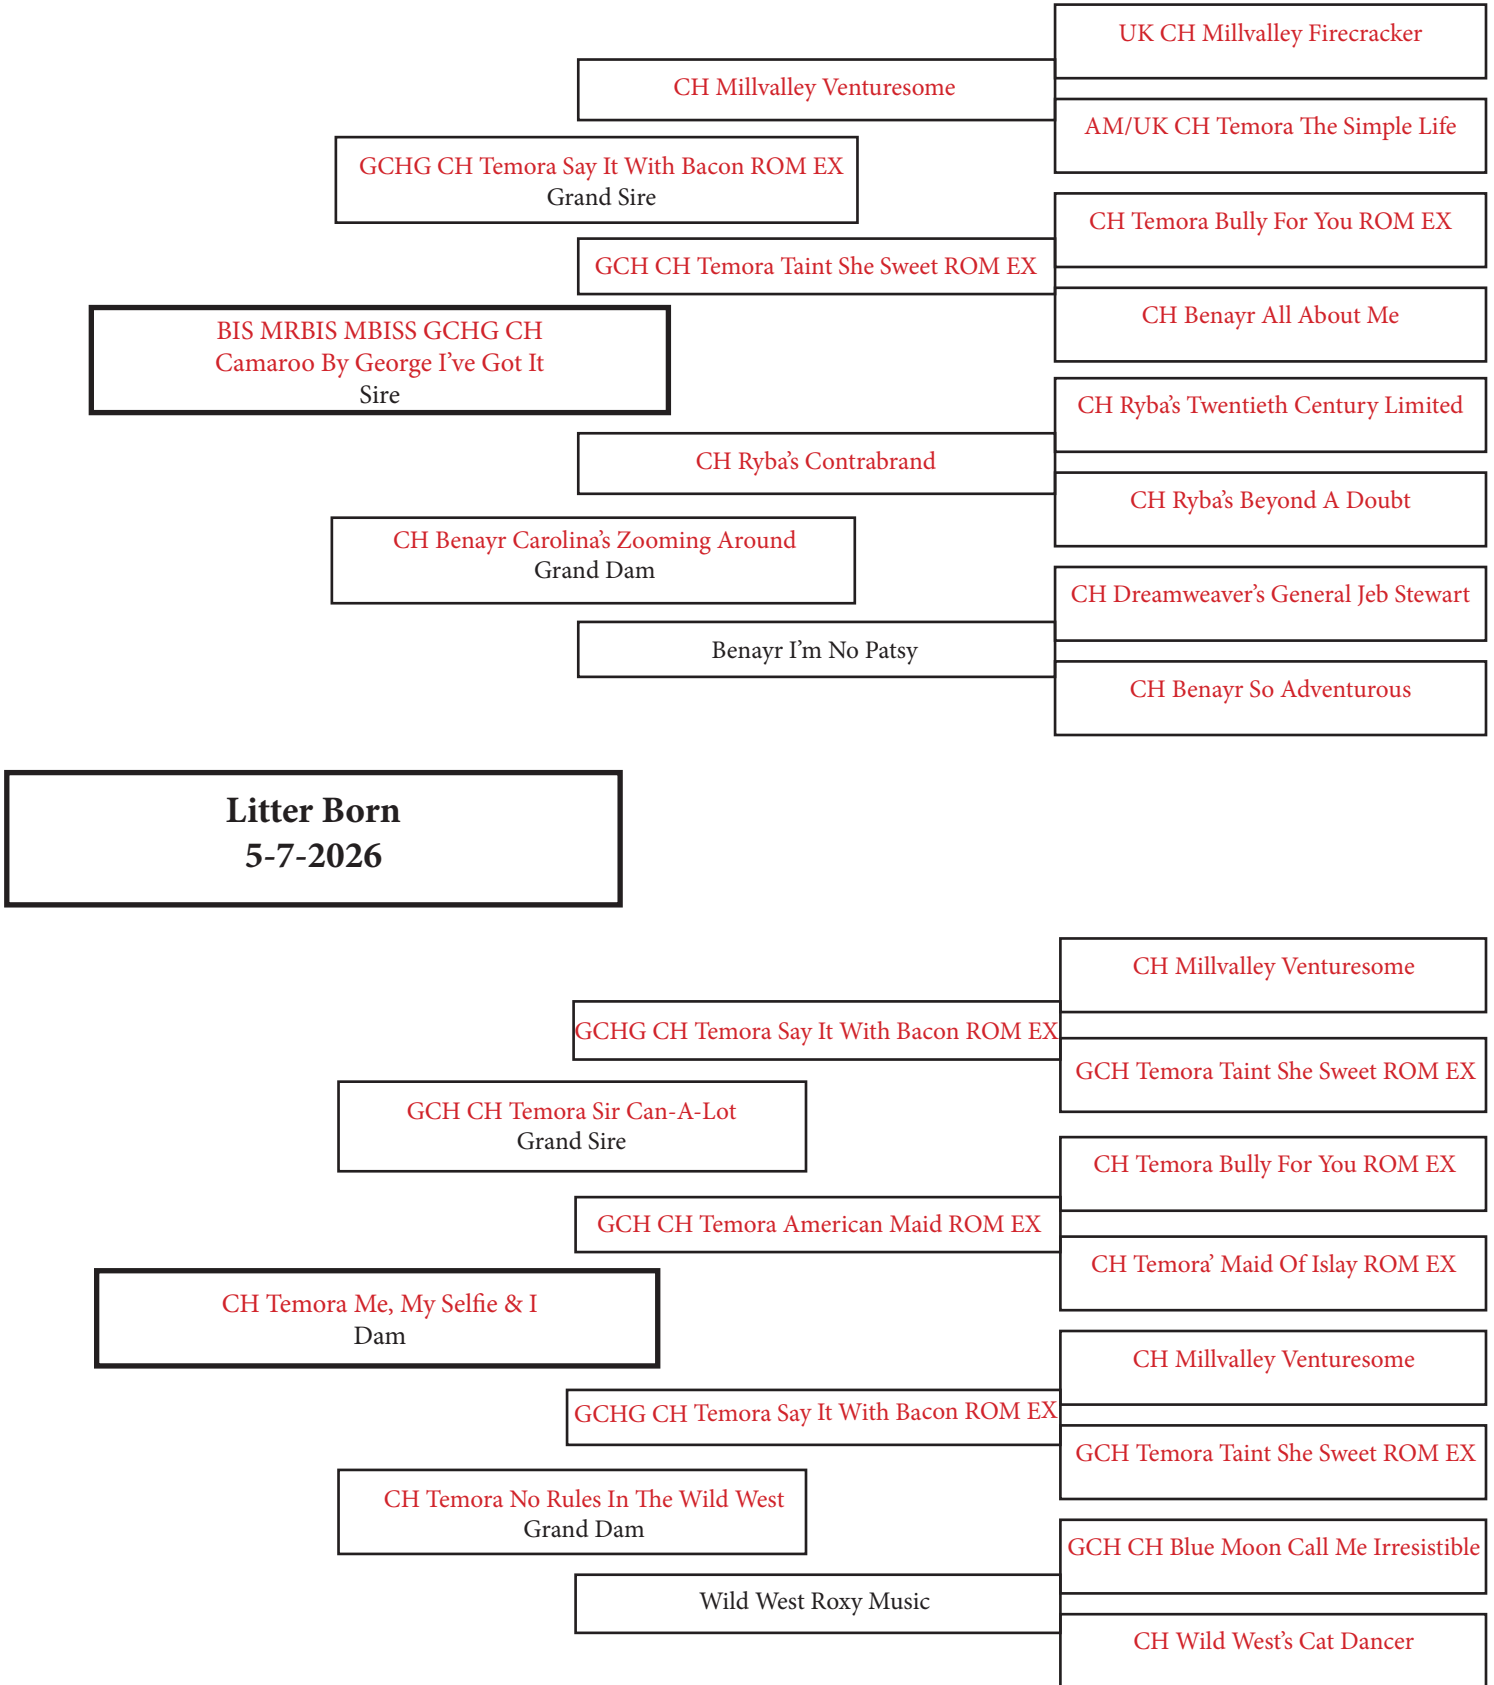 UK CH Millvalley Firecracker
CH Millvalley Venturesome
AM/UK CH Temora The Simple Life
GCHG CH Temora Say It With Bacon ROM EX
Grand Sire
CH Temora Bully For You ROM EX
GCH CH Temora Taint She Sweet ROM EX
CH Benayr All About Me
BIS MRBIS MBISS GCHG CH
Camaroo By George I've Got It
Sire
CH Ryba's Twentieth Century Limited
CH Ryba's Contrabrand
CH Ryba's Beyond A Doubt
CH Benayr Carolina's Zooming Around
Grand Dam
CH Dreamweaver's General Jeb Stewart
Benayr I'm No Patsy
CH Benayr So Adventurous
Litter Born
5-7-2026
CH Millvalley Venturesome
GCHG CH Temora Say It With Bacon ROM EX
GCH Temora Taint She Sweet ROM EX
GCH CH Temora Sir Can-A-Lot
Grand Sire
CH Temora Bully For You ROM EX
GCH CH Temora American Maid ROM EX
CH Temora' Maid Of Islay ROM EX
CH Temora Me, My Selfie & I
Dam
CH Millvalley Venturesome
GCHG CH Temora Say It With Bacon ROM EX
GCH Temora Taint She Sweet ROM EX
CH Temora No Rules In The Wild West
Grand Dam
GCH CH Blue Moon Call Me Irresistible
Wild West Roxy Music
CH Wild West's Cat Dancer